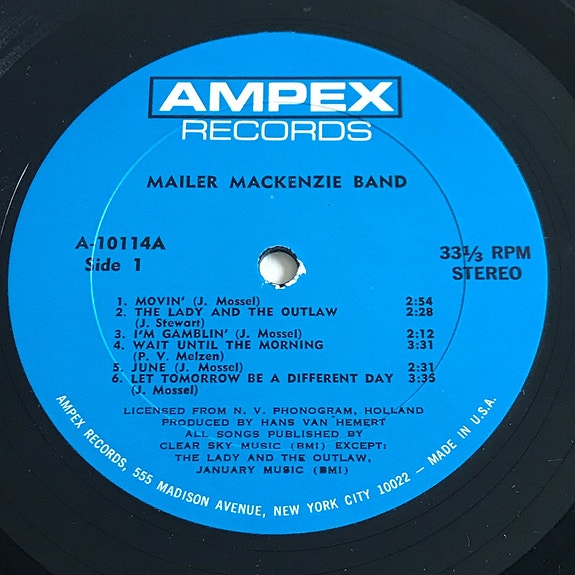 AMPEX
RECORDS
MAILER MACKENZIE BAND
A-10114A
Side 1
33⅓ RPM
STEREO
1. MOVIN' (J. Mossel) 2:54
2. THE LADY AND THE OUTLAW 2:28
(J. Stewart)
3. I'M GAMBLIN' (J. Mossel) 2:12
4. WAIT UNTIL THE MORNING 3:31
(P. V. Melzen)
5. JUNE (J. Mossel) 2:31
6. LET TOMORROW BE A DIFFERENT DAY 3:35
(J. Mossel)
LICENSED FROM N. V. PHONOGRAM, HOLLAND
PRODUCED BY HANS VAN HEMERT
ALL SONGS PUBLISHED BY
CLEAR SKY MUSIC (BMI) EXCEPT:
THE LADY AND THE OUTLAW,
JANUARY MUSIC (BMI)
AMPEX RECORDS, 555 MADISON AVENUE, NEW YORK CITY 10022 — MADE IN U.S.A.